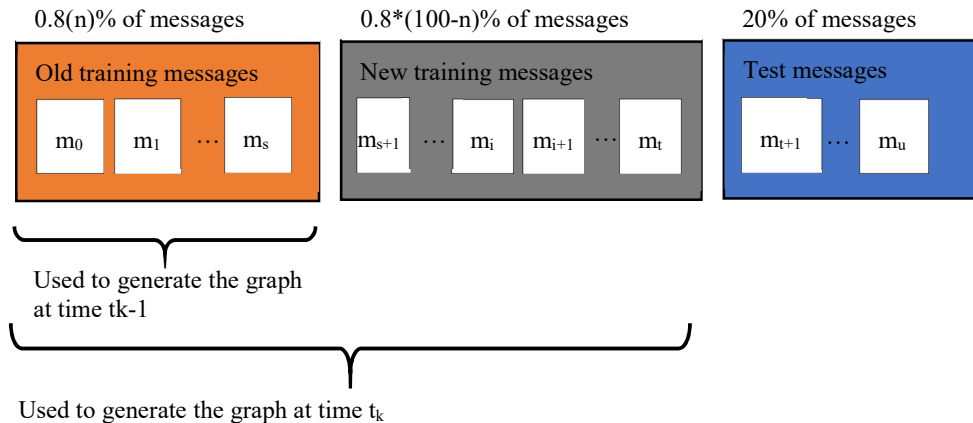 0.8(n)% of messages
0.8*(100-n)% of messages
20% of messages
Old training messages
New training messages
Test messages
m₀ m₁ … mₛ
mₛ₊₁ … mᵢ mᵢ₊₁ … mₜ
mₜ₊₁ … mᵤ
Used to generate the graph
at time tk-1
Used to generate the graph at time tₖ